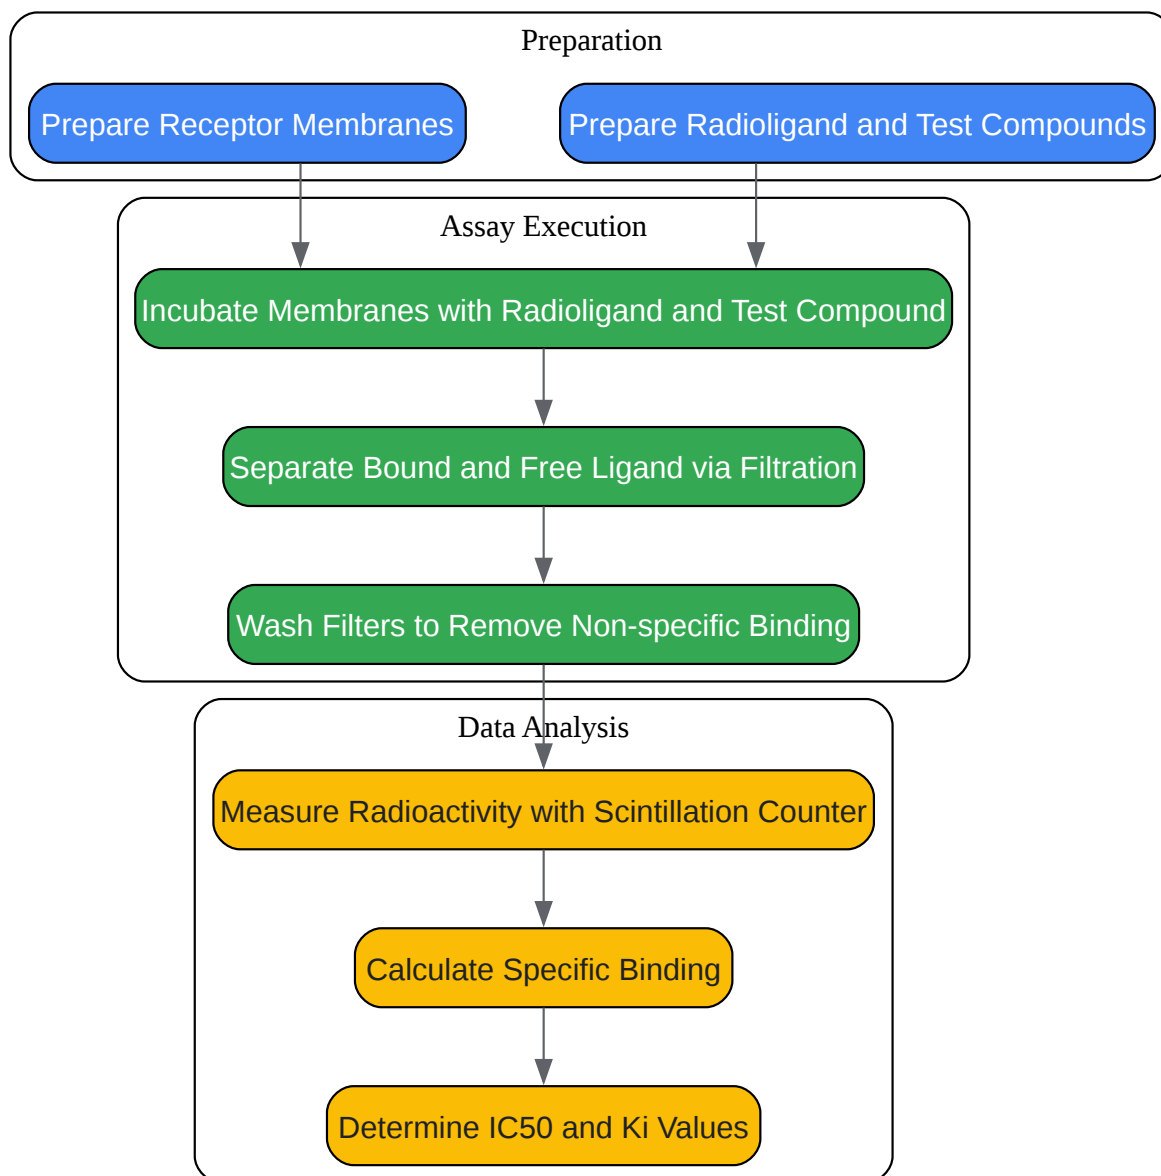 Preparation
Prepare Receptor Membranes
Prepare Radioligand and Test Compounds
Assay Execution
Incubate Membranes with Radioligand and Test Compound
Separate Bound and Free Ligand via Filtration
Wash Filters to Remove Non-specific Binding
Data Analysis
Measure Radioactivity with Scintillation Counter
Calculate Specific Binding
Determine IC50 and Ki Values